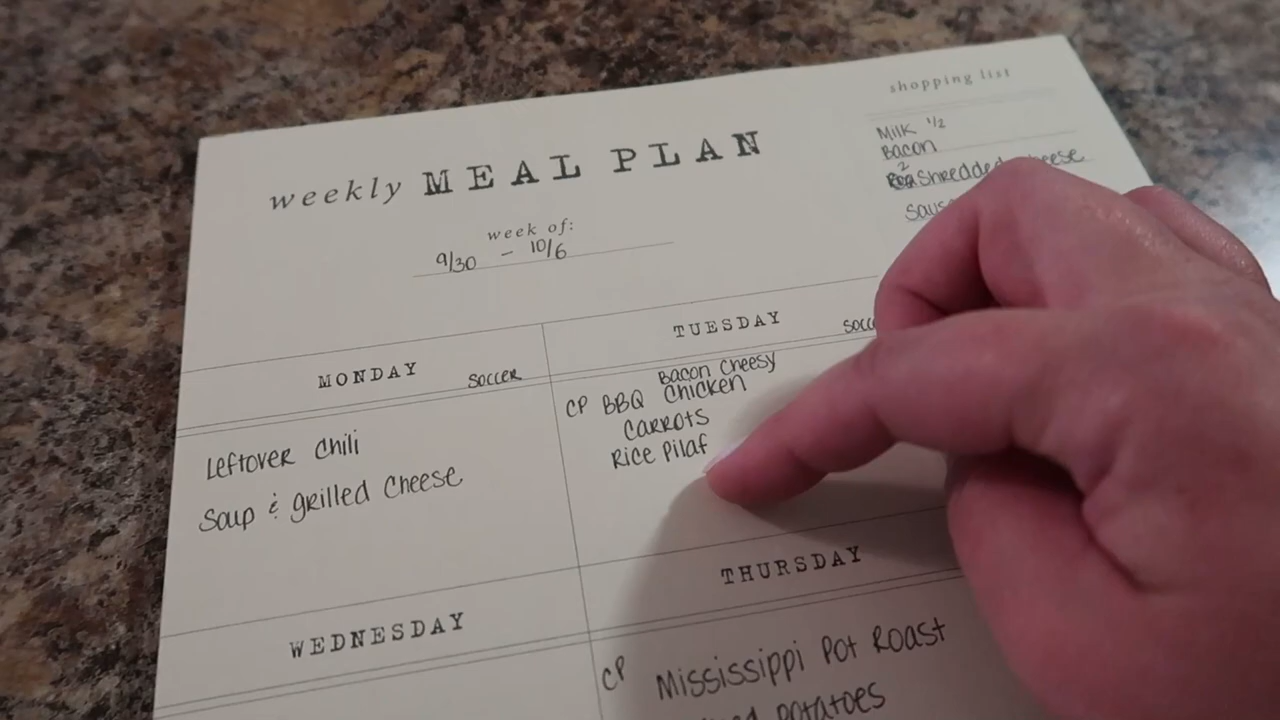 shopping list
Milk 1/2
Bacon
2
Shredded
weekly MEAL PLAN
week of:
9/30 - 10/6
MONDAY SOCCER
Leftover Chili
Soup & grilled Cheese
TUESDAY
Bacon Cheesy
CP BBQ Chicken
CARROTS
Rice Pilaf
WEDNESDAY
THURSDAY
CP Mississippi Pot Roast
Potatoes